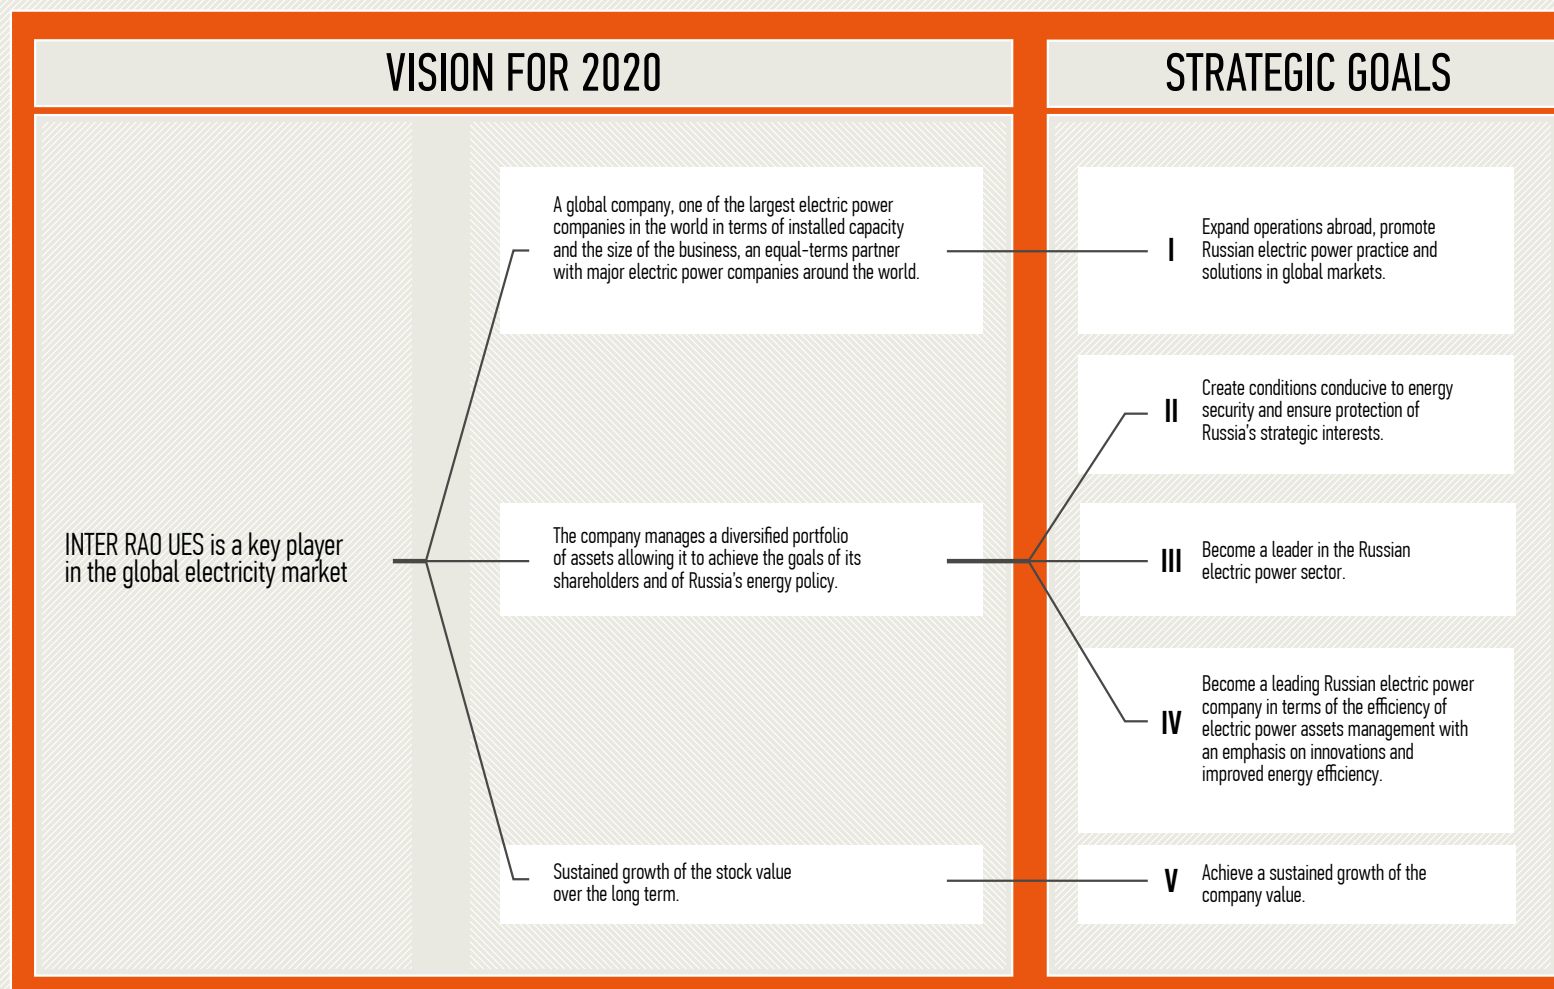 VISION FOR 2020
STRATEGIC GOALS
INTER RAO UES is a key player
in the global electricity market
A global company, one of the largest electric power
companies in the world in terms of installed capacity
and the size of the business, an equal-terms partner
with major electric power companies around the world.
The company manages a diversified portfolio
of assets allowing it to achieve the goals of its
shareholders and of Russia's energy policy.
Sustained growth of the stock value
over the long term.
I
Expand operations abroad, promote
Russian electric power practice and
solutions in global markets.
II
Create conditions conducive to energy
security and ensure protection of
Russia's strategic interests.
III
Become a leader in the Russian
electric power sector.
IV
Become a leading Russian electric power
company in terms of the efficiency of
electric power assets management with
an emphasis on innovations and
improved energy efficiency.
V
Achieve a sustained growth of the
company value.